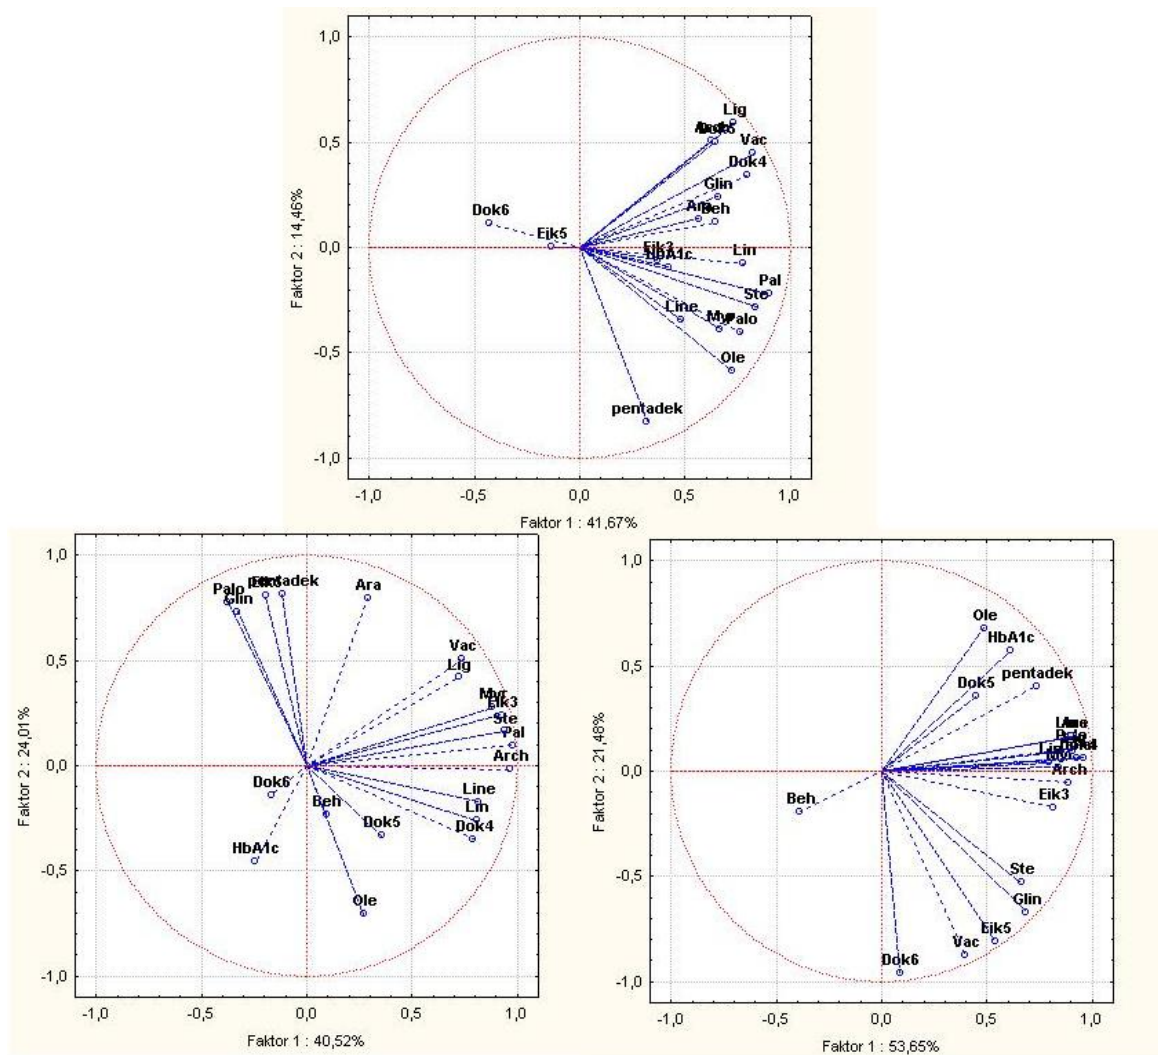 1,0
Lig
Dok5
0,5
Vac
Dok4
Glin
Ara Beh
Dok6
Eik5
0,0
Eik3
HbA1c
Lin
Pal
Ste
Line
Myr Palo
-0,5
Ole
pentadek
-1,0
Faktor 2 : 14,46%
-1,0 -0,5 0,0 0,5 1,0
Faktor 1 : 41,67%
1,0
pentadek
Palo
Glin
Ara
Vac
0,5
Lig
Myr
Eik3
Ste
Pal
0,0
Arch
Dok6
Beh
Line
Lin
Dok5
Dok4
HbA1c
-0,5
Ole
-1,0
Faktor 2 : 24,01%
-1,0 -0,5 0,0 0,5 1,0
Faktor 1 : 40,52%
1,0
Ole
HbA1c
0,5
pentadek
Dok5
0,0
Arch
Eik3
Beh
Ste
-0,5
Glin
Eik5
Vac
Dok6
-1,0
Faktor 2 : 21,48%
-1,0 -0,5 0,0 0,5 1,0
Faktor 1 : 53,65%